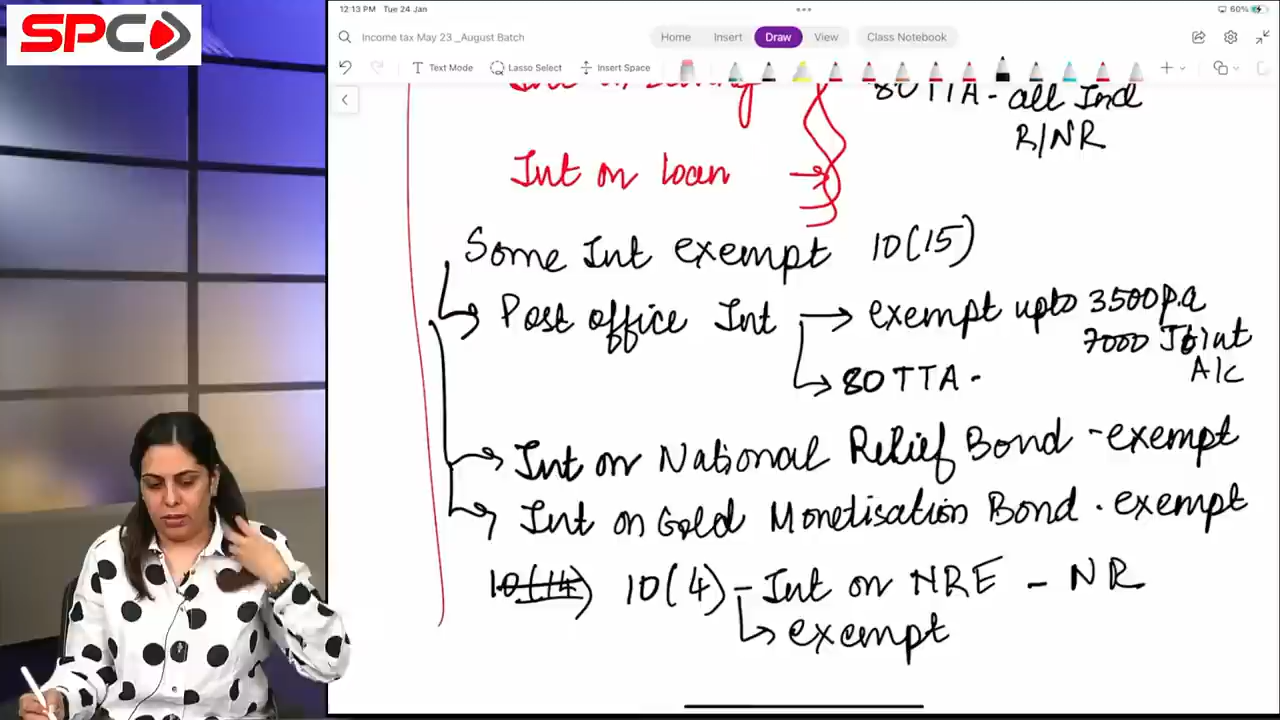 SPC
12:13 PM Tue 24 Jan
60%
Income tax May 23 _August Batch
Home Insert Draw View Class Notebook
Text Mode Lasso Select Insert Space
80TTA - all Ind
R/NR
Int on loan
Some Int exempt 10(15)
Post office Int → exempt upto 3500 p.a
7000 Joint
A/c
80TTA -
Int on National Relief Bond - exempt
Int on Gold Monetisation Bond . exempt
10(14) 10(4) - Int on NRE - NR
exempt